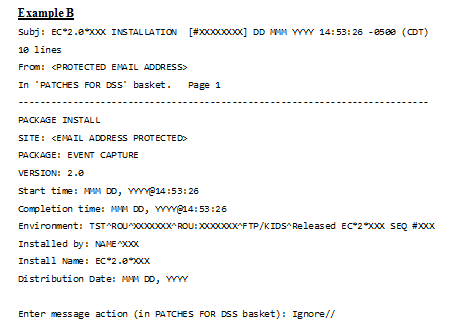 Example B
Subj: EC*2.0*XXX INSTALLATION [#XXXXXXXX] DD MMM YYYY 14:53:26 -0500 (CDT)
10 lines
From: <PROTECTED EMAIL ADDRESS>
In 'PATCHES FOR DSS' basket. Page 1
-------------------------------------------------------------------------------
PACKAGE INSTALL
SITE: <EMAIL ADDRESS PROTECTED>
PACKAGE: EVENT CAPTURE
VERSION: 2.0
Start time: MMM DD, YYYY@14:53:26
Completion time: MMM DD, YYYY@14:53:26
Environment: TST^ROU^XXXXXXX^ROU:XXXXXXX^FTP/KIDS^Released EC*2*XXX SEQ #XXX
Installed by: NAME^XXX
Install Name: EC*2.0*XXX
Distribution Date: MMM DD, YYYY
Enter message action (in PATCHES FOR DSS basket): Ignore//